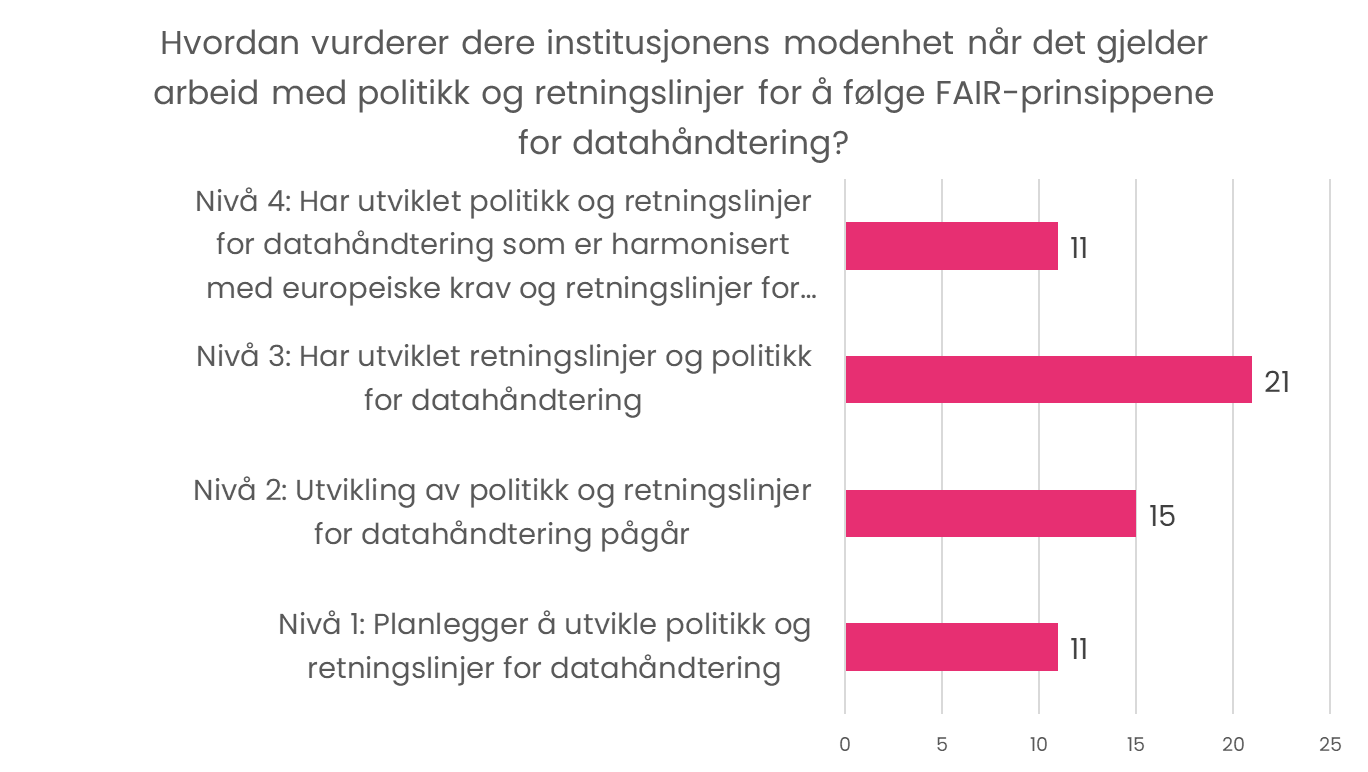 Hvordan vurderer dere institusjonens modenhet når det gjelder
arbeid med politikk og retningslinjer for å følge FAIR-prinsippene
for datahåndtering?
Nivå 4: Har utviklet politikk og retningslinjer
for datahåndtering som er harmonisert
med europeiske krav og retningslinjer for...
11
Nivå 3: Har utviklet retningslinjer og politikk
for datahåndtering
21
Nivå 2: Utvikling av politikk og retningslinjer
for datahåndtering pågår
15
Nivå 1: Planlegger å utvikle politikk og
retningslinjer for datahåndtering
11
0 5 10 15 20 25